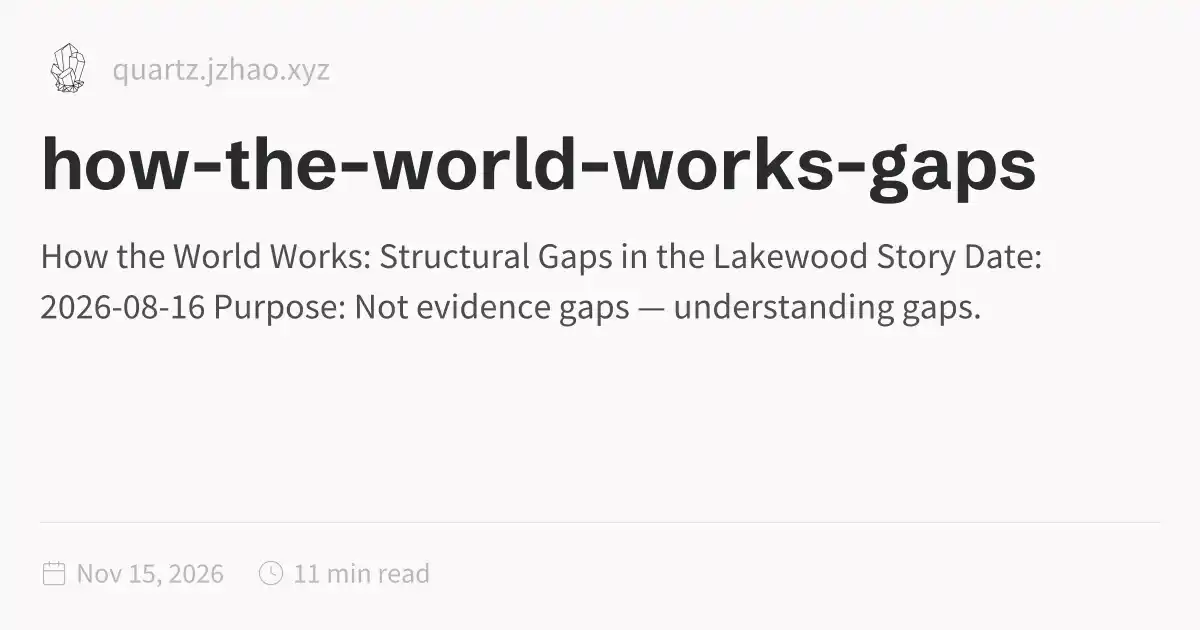 quartz.jzhao.xyz
how-the-world-works-gaps
How the World Works: Structural Gaps in the Lakewood Story Date:
2026-08-16 Purpose: Not evidence gaps — understanding gaps.
Nov 15, 2026 11 min read